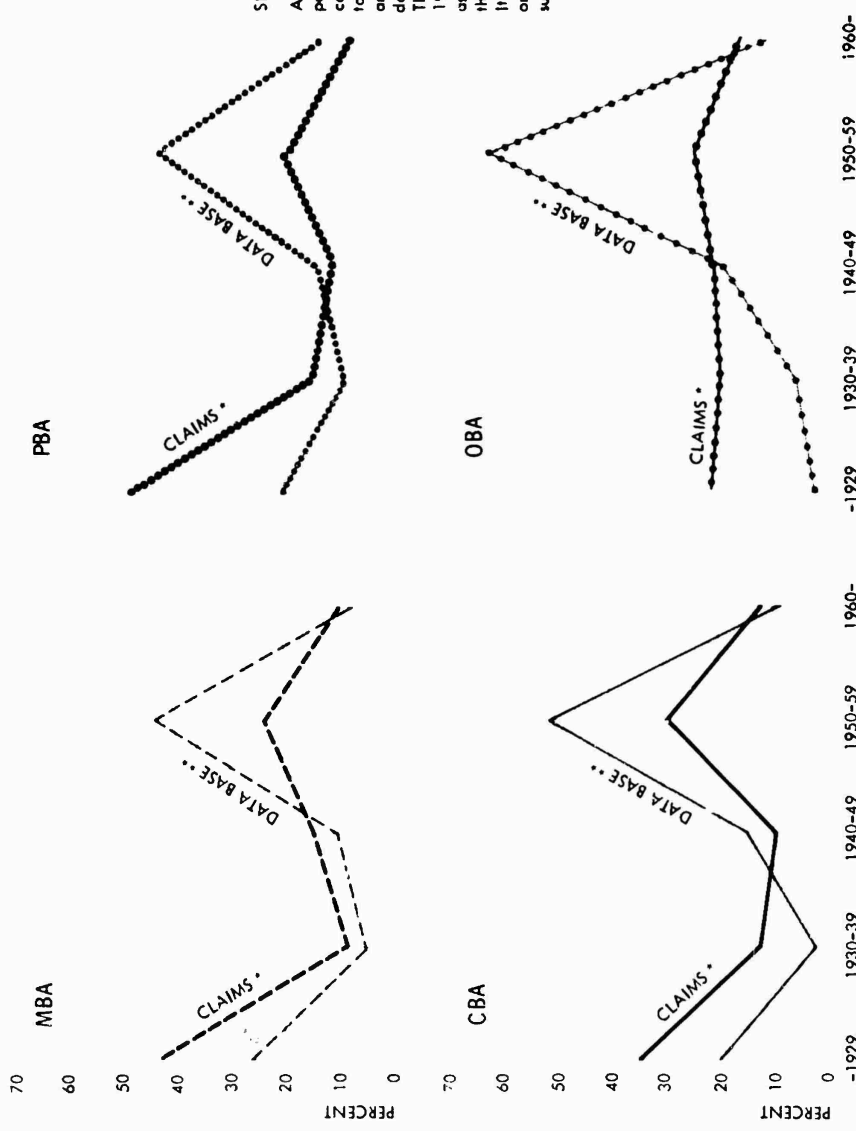 MBA
70
60
50
40
30
20
10
0
PERCENT
CLAIMS *
DATA BASE **
PBA
CLAIMS *
DATA BASE **
CBA
70
60
50
40
30
20
10
0
PERCENT
CLAIMS *
DATA BASE **
-1929 1930-39 1940-49 1950-59 1960-
OBA
CLAIMS *
DATA BASE **
-1929 1930-39 1940-49 1950-59 1960-